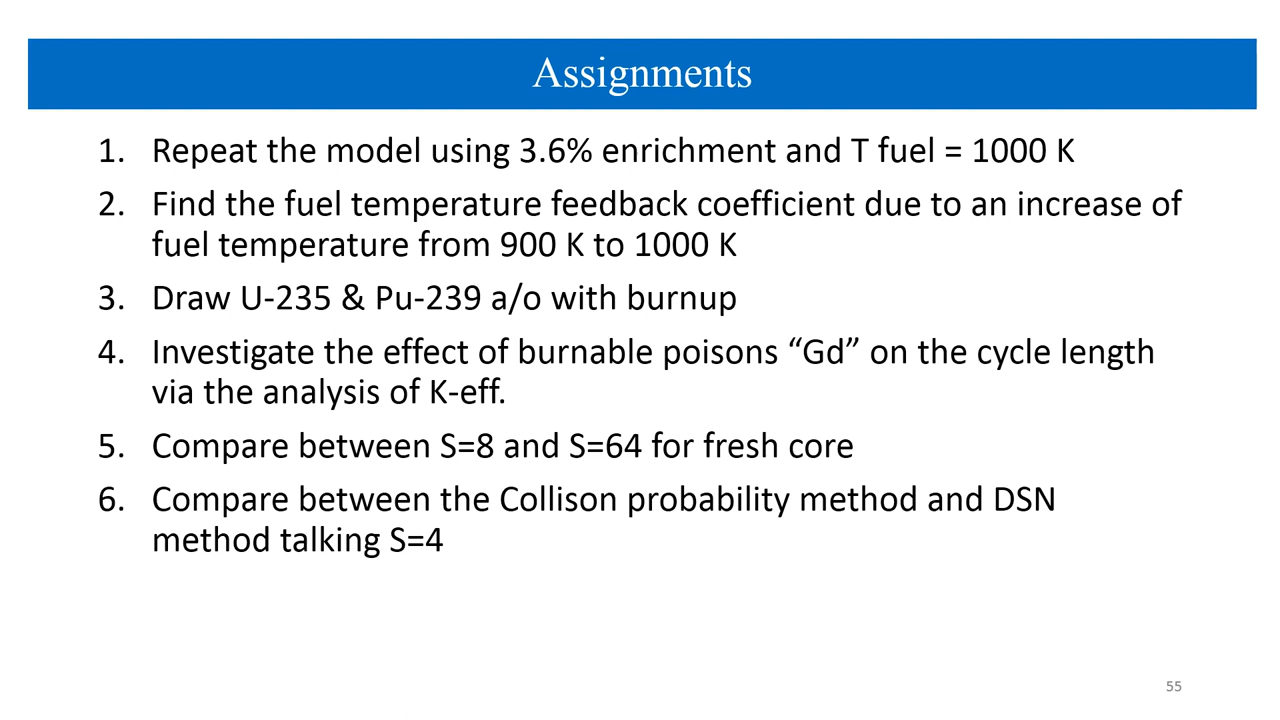 Assignments
1. Repeat the model using 3.6% enrichment and T fuel = 1000 K
2. Find the fuel temperature feedback coefficient due to an increase of
fuel temperature from 900 K to 1000 K
3. Draw U-235 & Pu-239 a/o with burnup
4. Investigate the effect of burnable poisons “Gd” on the cycle length
via the analysis of K-eff.
5. Compare between S=8 and S=64 for fresh core
6. Compare between the Collison probability method and DSN
method talking S=4
55